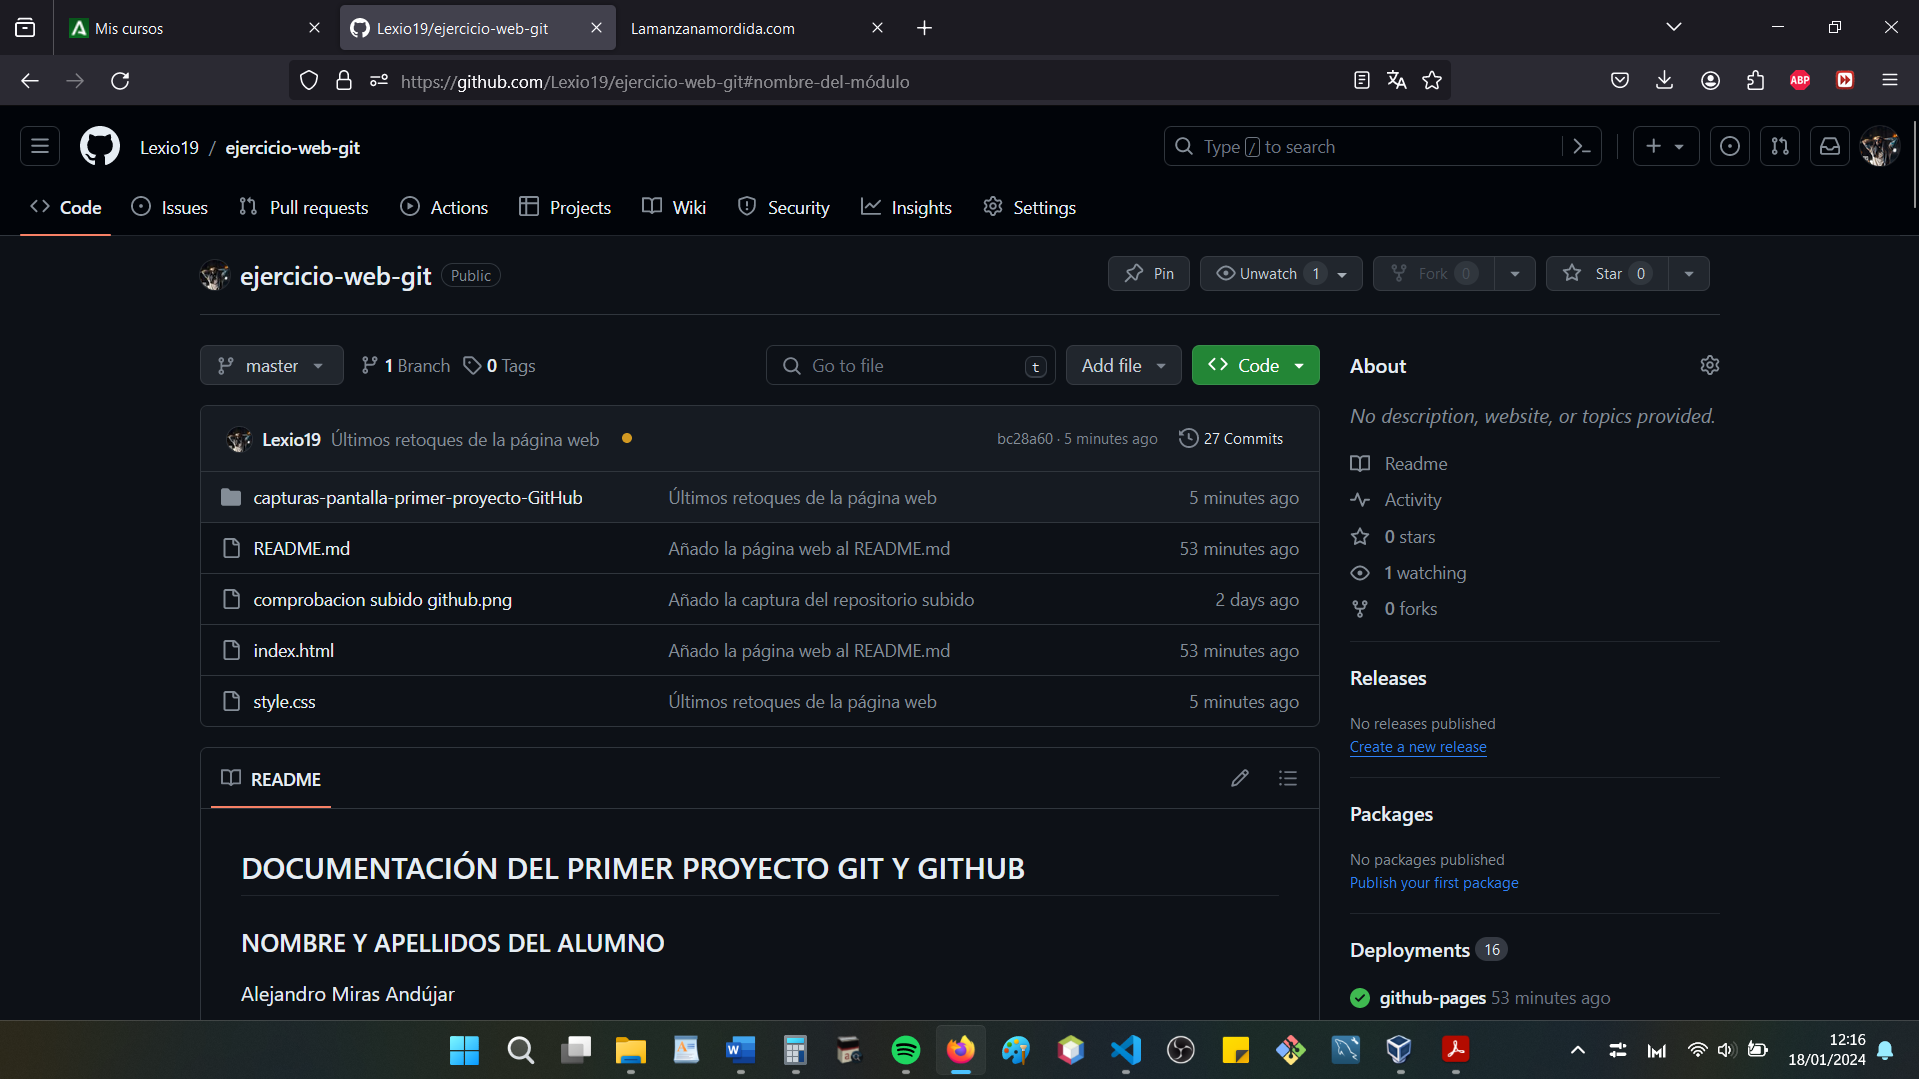 Mis cursos
Lexio19/ejercicio-web-git
Lamanzanamordida.com
https://github.com/Lexio19/ejercicio-web-git#nombre-del-módulo
ABP
Lexio19 / ejercicio-web-git
Type / to search
Code
Issues
Pull requests
Actions
Projects
Wiki
Security
Insights
Settings
ejercicio-web-git Public
Pin
Unwatch 1
Fork 0
Star 0
master
1 Branch
0 Tags
Go to file t
Add file
Code
Lexio19 Últimos retoques de la página web
bc28a60 · 5 minutes ago
27 Commits
capturas-pantalla-primer-proyecto-GitHub Últimos retoques de la página web 5 minutes ago
README.md Añado la página web al README.md 53 minutes ago
comprobacion subido github.png Añado la captura del repositorio subido 2 days ago
index.html Añado la página web al README.md 53 minutes ago
style.css Últimos retoques de la página web 5 minutes ago
README
DOCUMENTACIÓN DEL PRIMER PROYECTO GIT Y GITHUB
NOMBRE Y APELLIDOS DEL ALUMNO
Alejandro Miras Andújar
About
No description, website, or topics provided.
Readme
Activity
0 stars
1 watching
0 forks
Releases
No releases published
Create a new release
Packages
No packages published
Publish your first package
Deployments 16
github-pages 53 minutes ago
12:16
18/01/2024